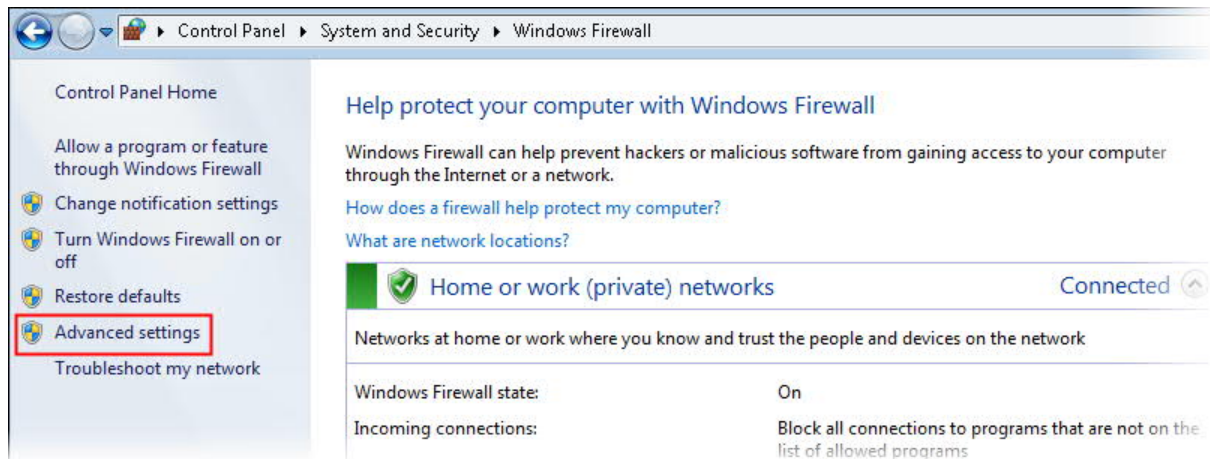 Control Panel ▸ System and Security ▸ Windows Firewall
Control Panel Home
Allow a program or feature
through Windows Firewall
Change notification settings
Turn Windows Firewall on or
off
Restore defaults
Advanced settings
Troubleshoot my network
Help protect your computer with Windows Firewall
Windows Firewall can help prevent hackers or malicious software from gaining access to your computer
through the Internet or a network.
How does a firewall help protect my computer?
What are network locations?
Home or work (private) networks
Connected
Networks at home or work where you know and trust the people and devices on the network
Windows Firewall state:
On
Incoming connections:
Block all connections to programs that are not on the
list of allowed programs